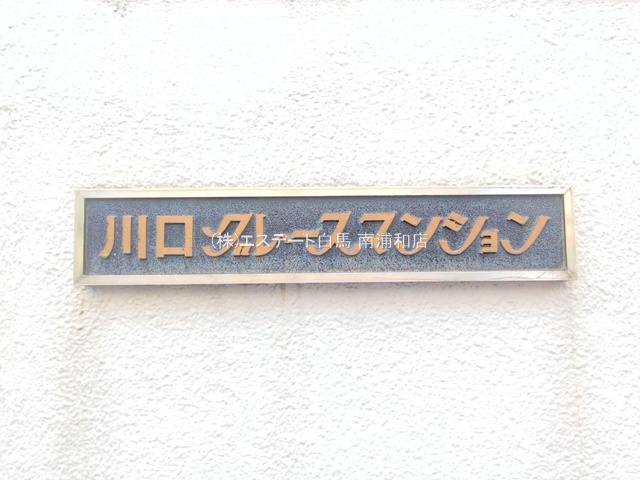 川口グレースマンション
(株)エステート白馬 南浦和店